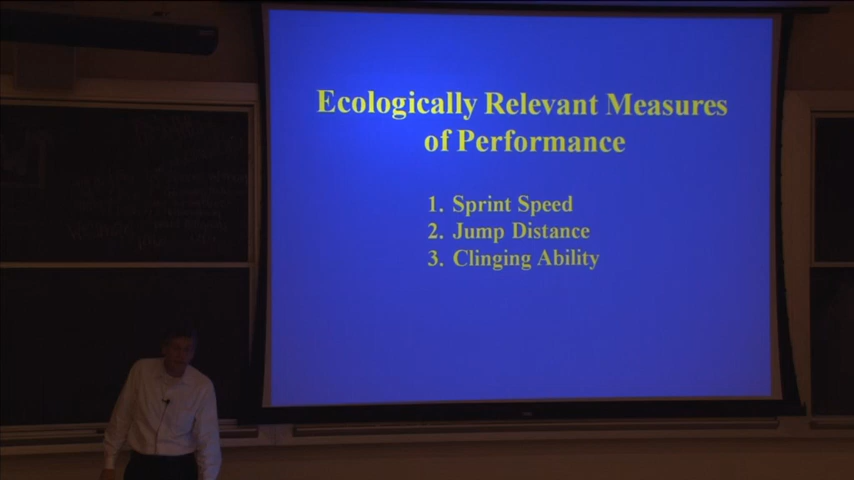 Ecologically Relevant Measures
of Performance
1. Sprint Speed
2. Jump Distance
3. Clinging Ability